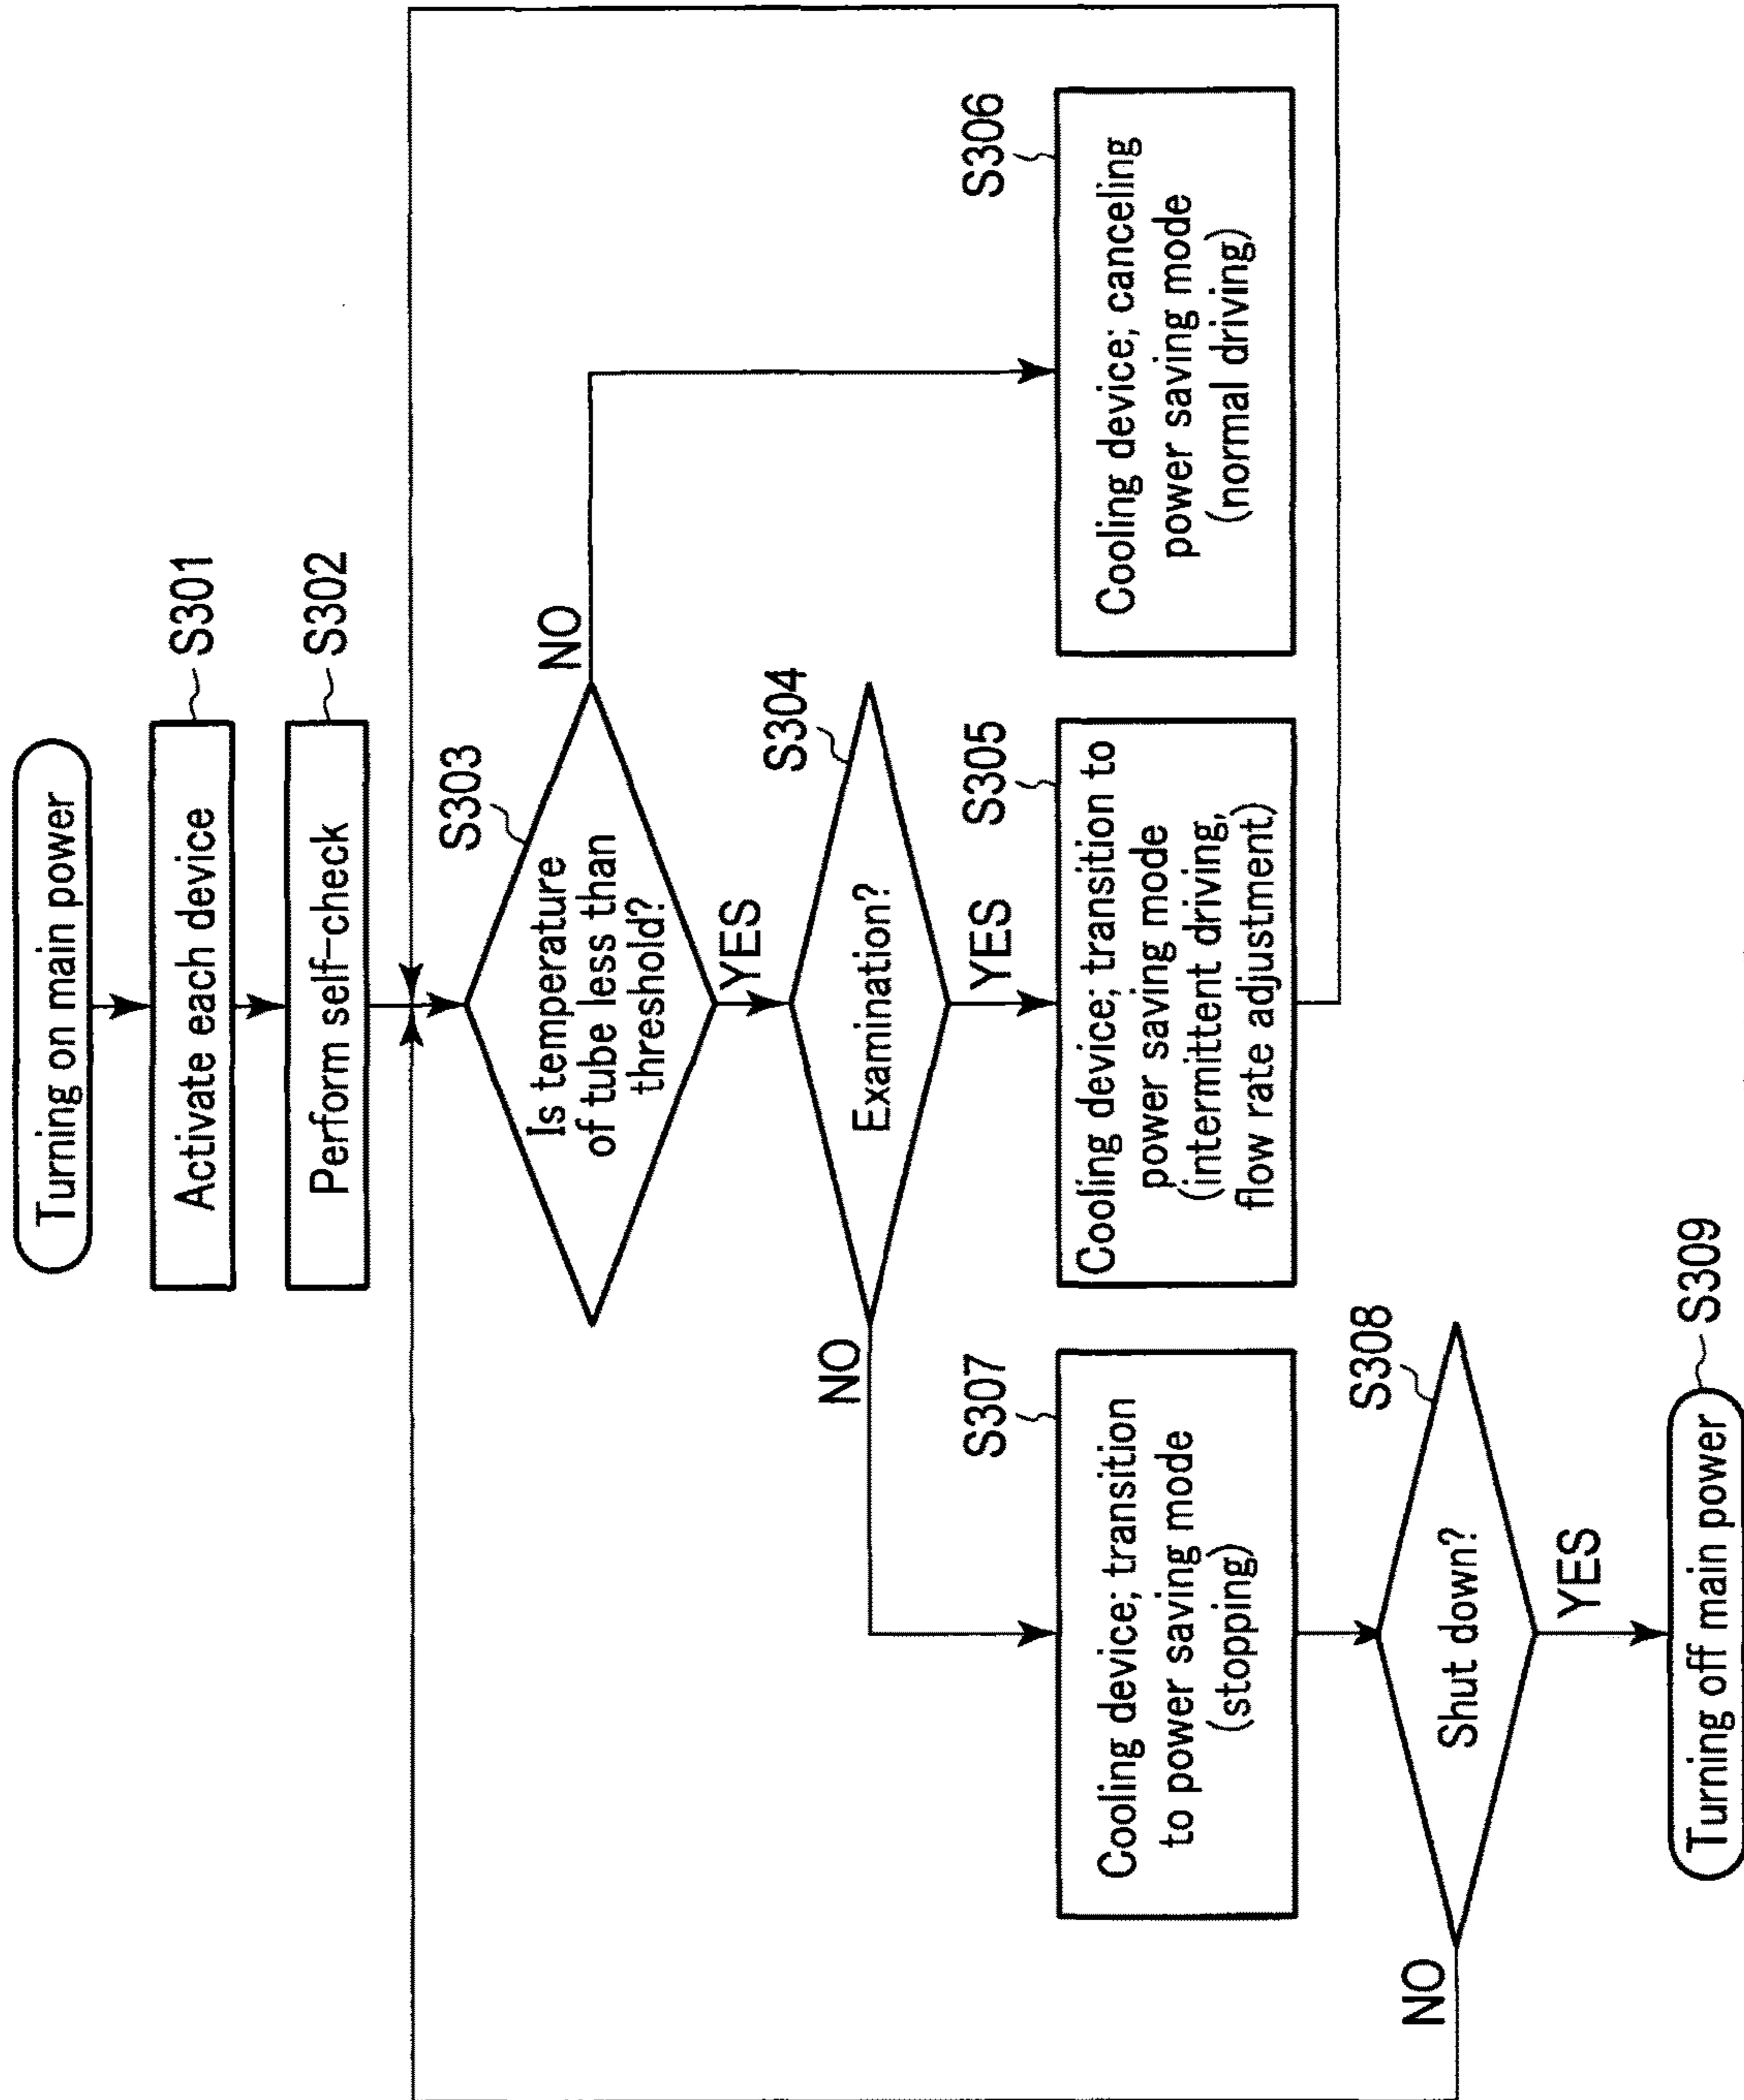 Turning on main power
Activate each device
S301
Perform self-check
S302
S303
Is temperature
of tube less than
threshold?
NO
YES
S304
Examination?
NO
YES
S305
Cooling device; transition to
power saving mode
(intermittent driving,
flow rate adjustment)
S306
Cooling device; canceling
power saving mode
(normal driving)
S307
Cooling device; transition
to power saving mode
(stopping)
S308
Shut down?
NO
YES
S309
Turning off main power